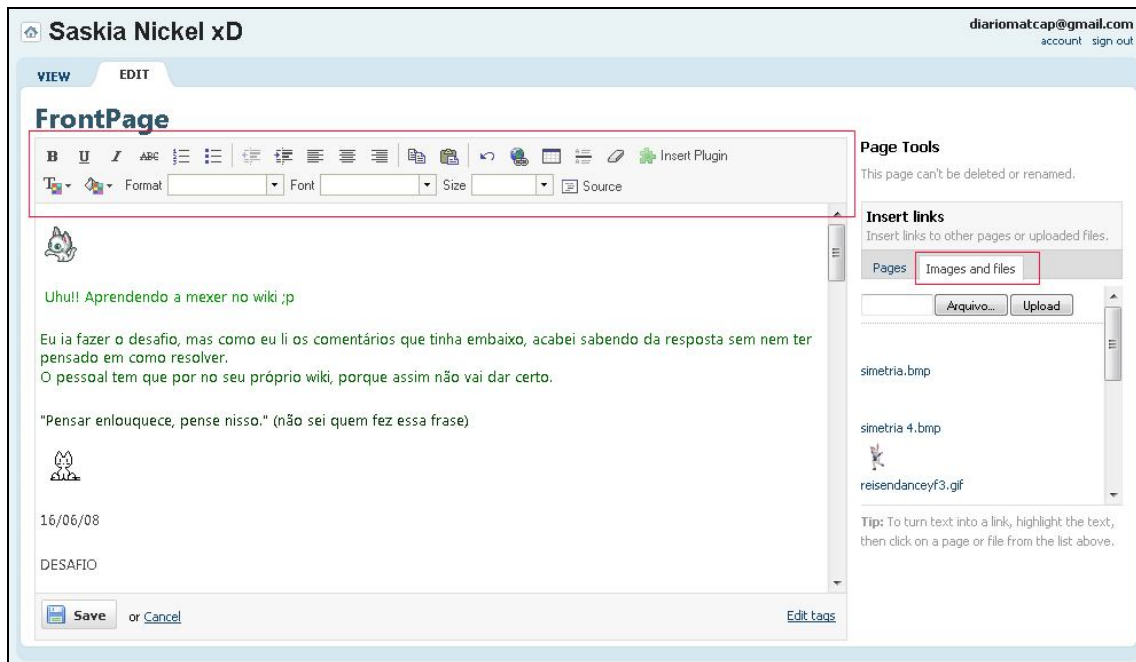 Saskia Nickel xD
diariomatcap@gmail.com
account sign out
VIEW EDIT
FrontPage
B U I ABC Insert Plugin
Format Font Size Source
Uhu!! Aprendendo a mexer no wiki ;p
Eu ia fazer o desafio, mas como eu li os comentários que tinha embaixo, acabei sabendo da resposta sem nem ter
pensado em como resolver.
O pessoal tem que por no seu próprio wiki, porque assim não vai dar certo.
"Pensar enlouquece, pense nisso." (não sei quem fez essa frase)
16/06/08
DESAFIO
Save or Cancel Edit tags
Page Tools
This page can't be deleted or renamed.
Insert links
Insert links to other pages or uploaded files.
Pages Images and files
Arquivo... Upload
simetria.bmp
simetria 4.bmp
reisendanceyf3.gif
Tip: To turn text into a link, highlight the text,
then click on a page or file from the list above.